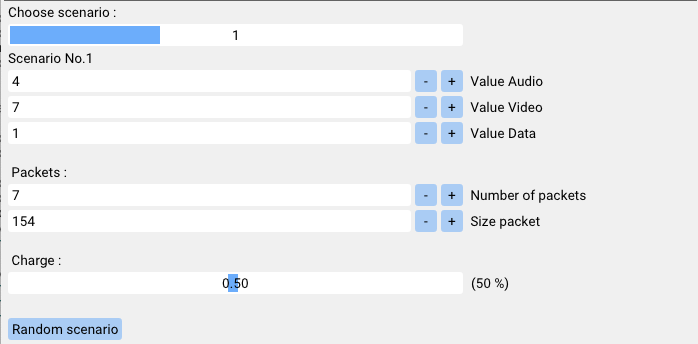 Choose scenario :
1
Scenario No.1
4 - + Value Audio
7 - + Value Video
1 - + Value Data
Packets :
7 - + Number of packets
154 - + Size packet
Charge :
0.50 (50 %)
Random scenario